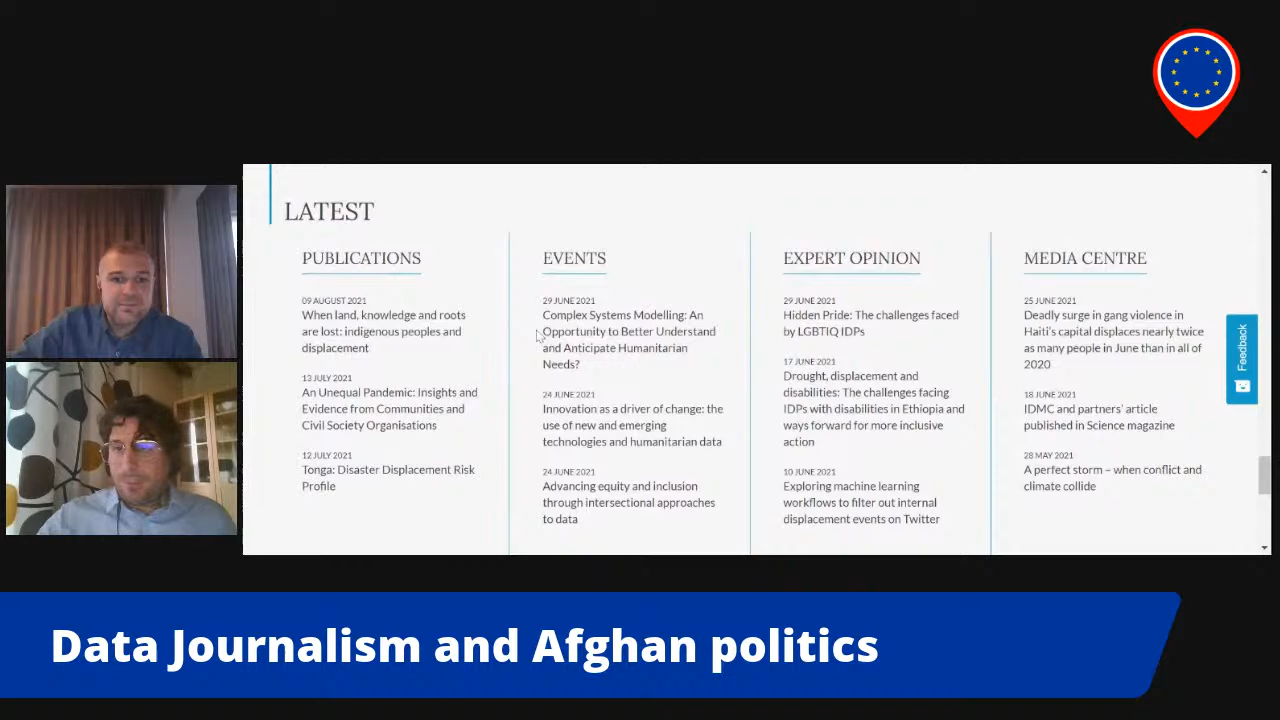 LATEST
PUBLICATIONS
09 AUGUST 2021
When land, knowledge and roots
are lost: indigenous peoples and
displacement
13 JULY 2021
An Unequal Pandemic: Insights and
Evidence from Communities and
Civil Society Organisations
12 JULY 2021
Tonga: Disaster Displacement Risk
Profile
EVENTS
29 JUNE 2021
Complex Systems Modelling: An
Opportunity to Better Understand
and Anticipate Humanitarian
Needs?
24 JUNE 2021
Innovation as a driver of change: the
use of new and emerging
technologies and humanitarian data
24 JUNE 2021
Advancing equity and inclusion
through intersectional approaches
to data
EXPERT OPINION
29 JUNE 2021
Hidden Pride: The challenges faced
by LGBTIQ IDPs
17 JUNE 2021
Drought, displacement and
disabilities: The challenges facing
IDPs with disabilities in Ethiopia and
ways forward for more inclusive
action
10 JUNE 2021
Exploring machine learning
workflows to filter out internal
displacement events on Twitter
MEDIA CENTRE
25 JUNE 2021
Deadly surge in gang violence in
Haiti's capital displaces nearly twice
as many people in June than in all of
2020
18 JUNE 2021
IDMC and partners' article
published in Science magazine
28 MAY 2021
A perfect storm – when conflict and
climate collide
Feedback
Data Journalism and Afghan politics